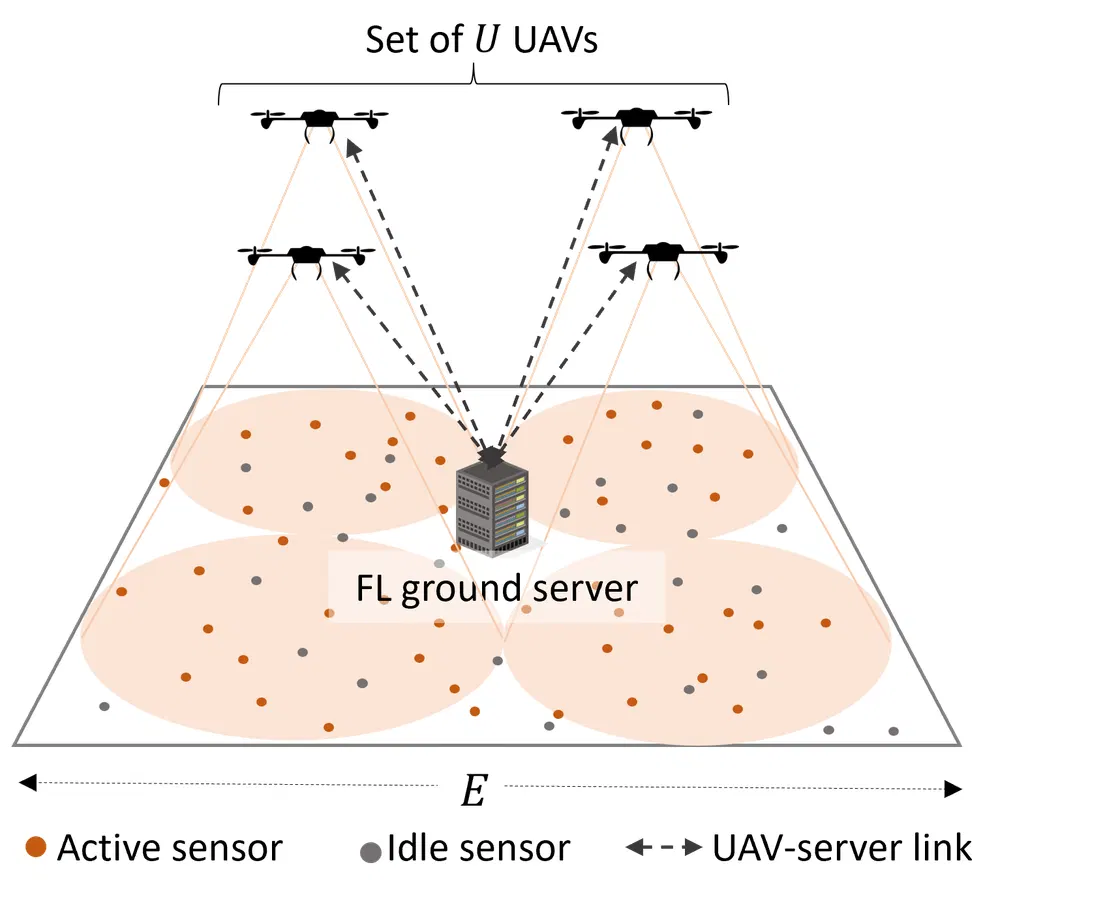 Set of U UAVs
FL ground server
E
Active sensor
Idle sensor
UAV-server link